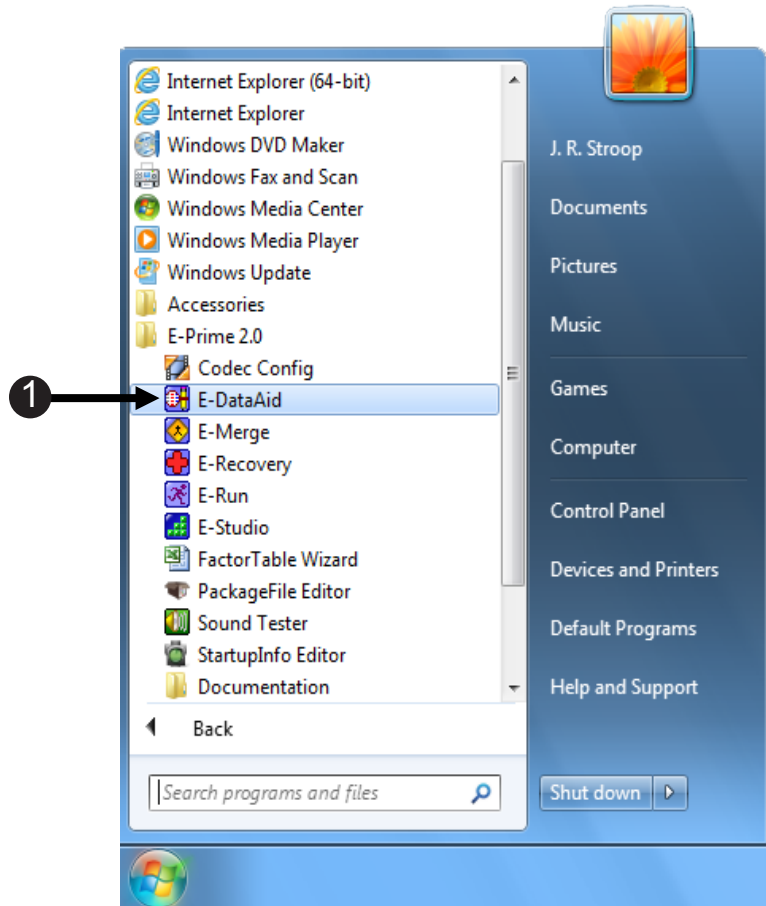 Internet Explorer (64-bit)
Internet Explorer
Windows DVD Maker
Windows Fax and Scan
Windows Media Center
Windows Media Player
Windows Update
Accessories
E-Prime 2.0
Codec Config
1
E-DataAid
E-Merge
E-Recovery
E-Run
E-Studio
FactorTable Wizard
PackageFile Editor
Sound Tester
StartupInfo Editor
Documentation
Back
Search programs and files
J. R. Stroop
Documents
Pictures
Music
Games
Computer
Control Panel
Devices and Printers
Default Programs
Help and Support
Shut down